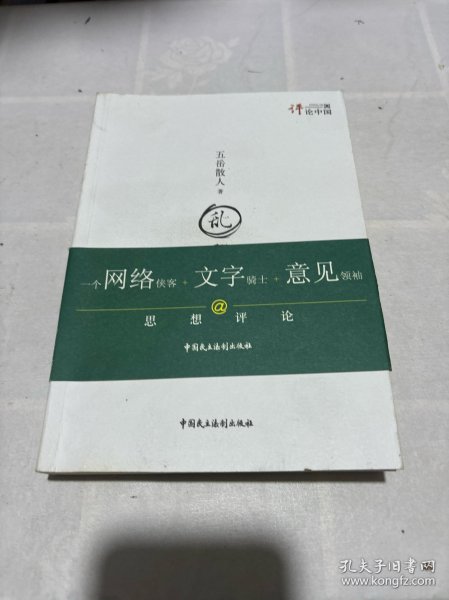 评论中国
五岳散人 著
乱
一个网络侠客 + 文字骑士 + 意见领袖
@
思想评论
中国民主法制出版社
中国民主法制出版社
孔夫子旧书网
www.kongfz.com